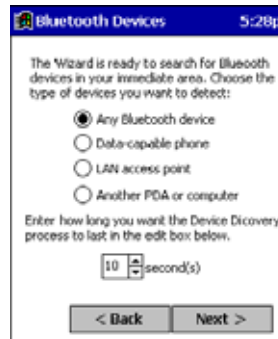 Bluetooth Devices 5:28p
The Wizard is ready to search for Blueooth
devices in your immediate area. Choose the
type of devices you want to detect:
Any Bluetooth device
Data-capable phone
LAN access point
Another PDA or computer
Enter how long you want the Device Dicovery
process to last in the edit box below.
10 second(s)
< Back Next >